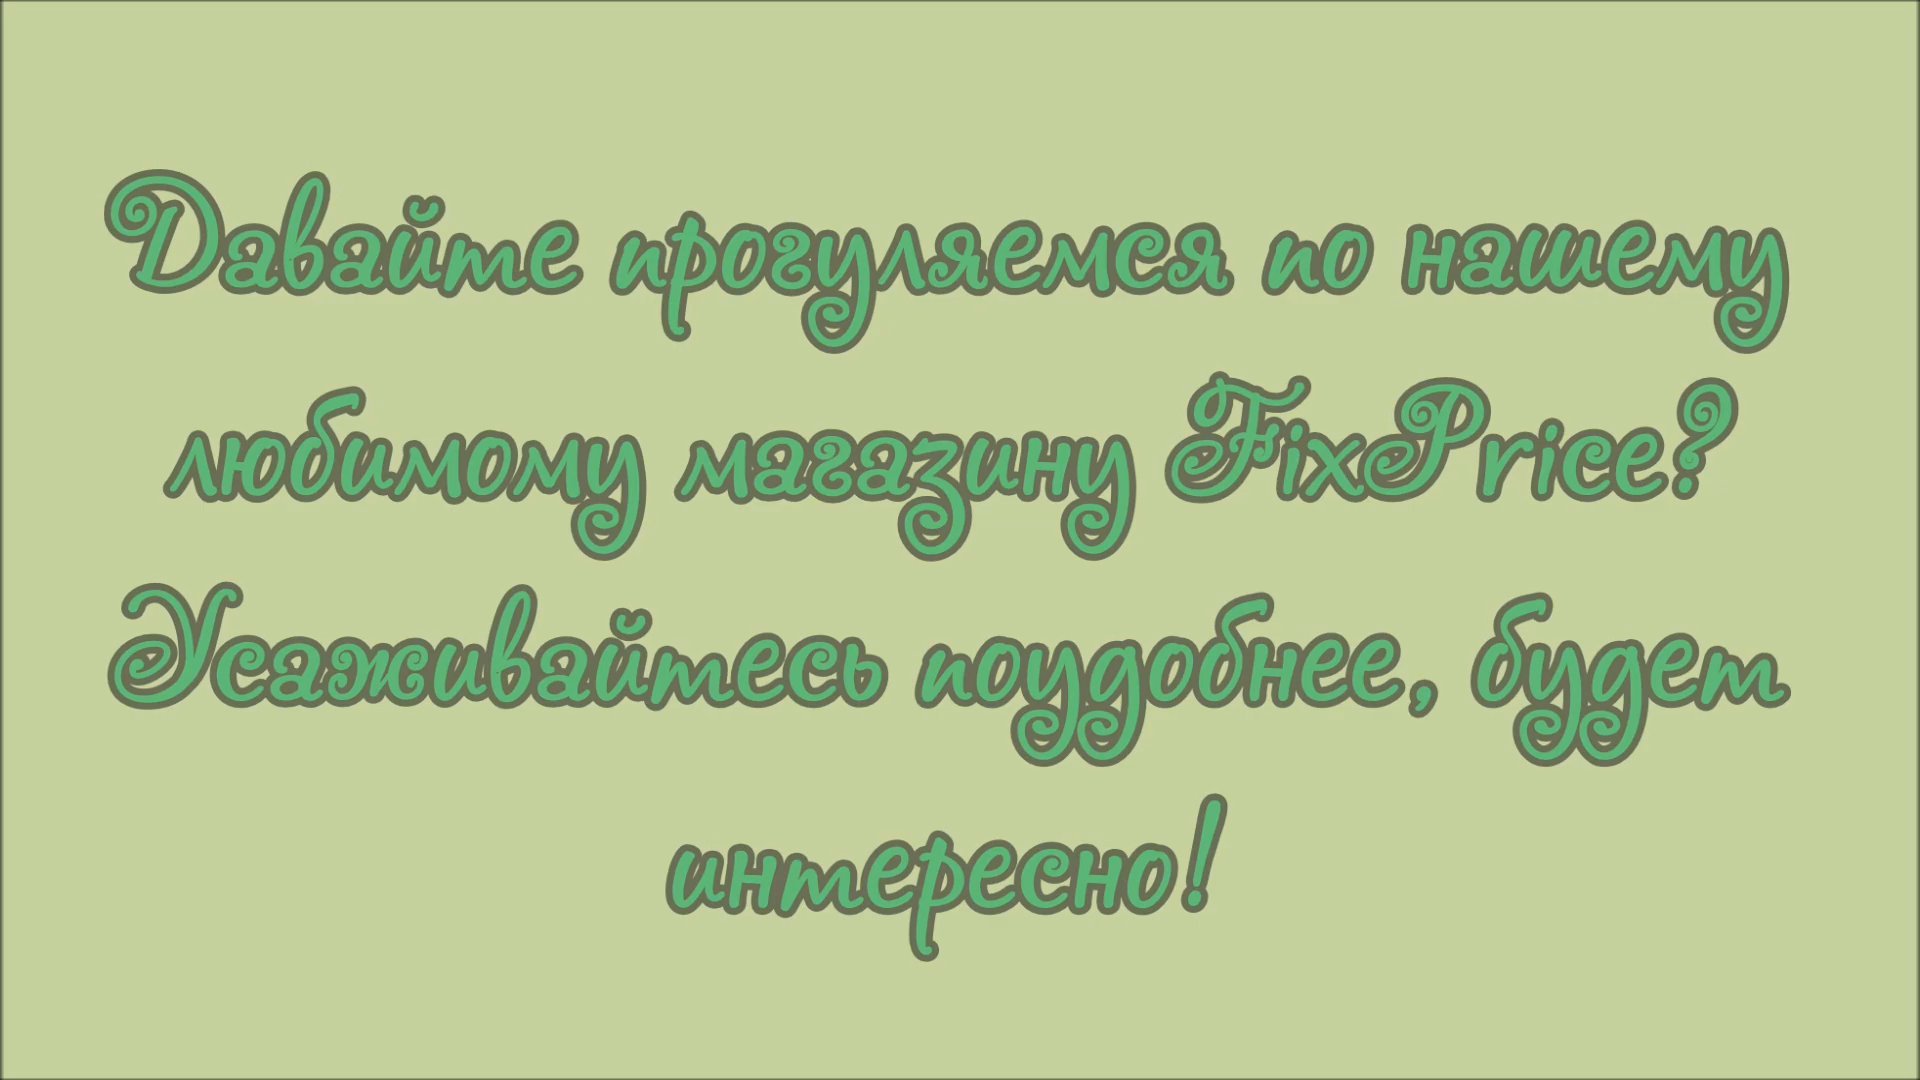 Давайте прогуляемся по нашему
любимому магазину FixPrice?
Усаживайтесь поудобнее, будет
интересно!